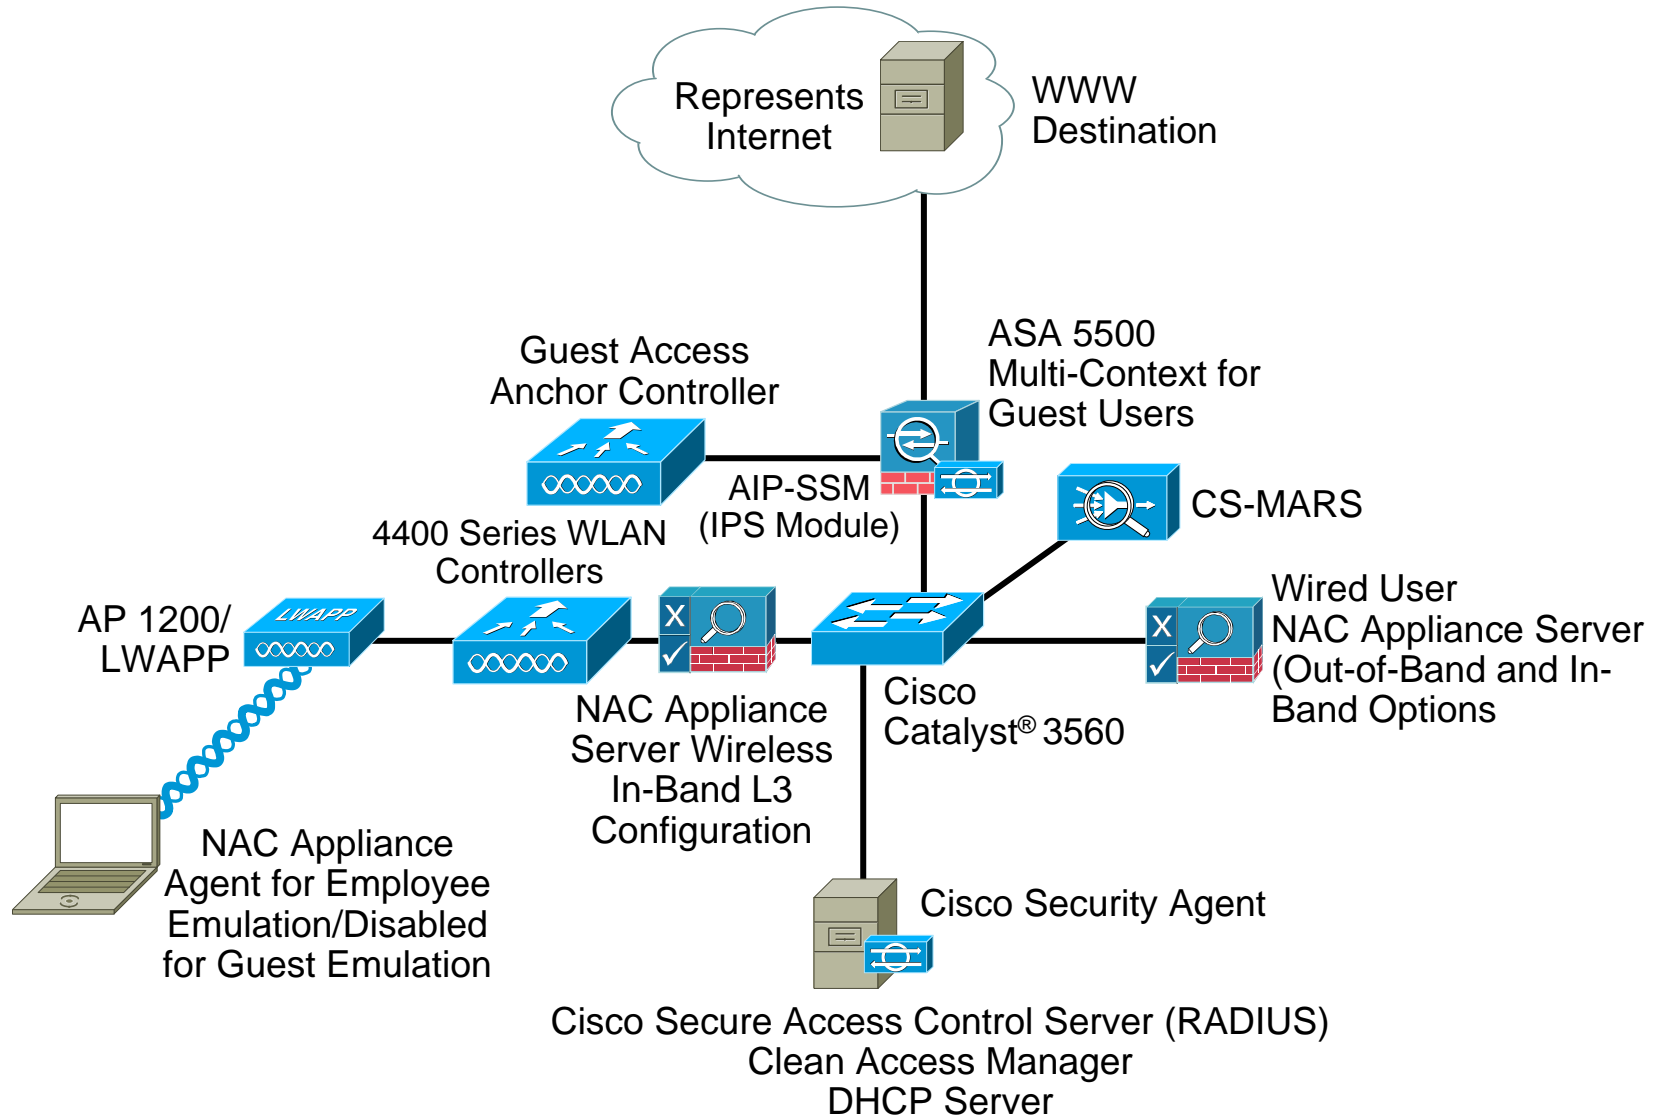 Represents
Internet
WWW
Destination
Guest Access
Anchor Controller
ASA 5500
Multi-Context for
Guest Users
AIP-SSM
(IPS Module)
CS-MARS
4400 Series WLAN
Controllers
AP 1200/
LWAPP
LWAPP
X
X
Wired User
NAC Appliance Server
(Out-of-Band and In-
Band Options
Cisco
Catalyst® 3560
NAC Appliance
Server Wireless
In-Band L3
Configuration
NAC Appliance
Agent for Employee
Emulation/Disabled
for Guest Emulation
Cisco Security Agent
Cisco Secure Access Control Server (RADIUS)
Clean Access Manager
DHCP Server